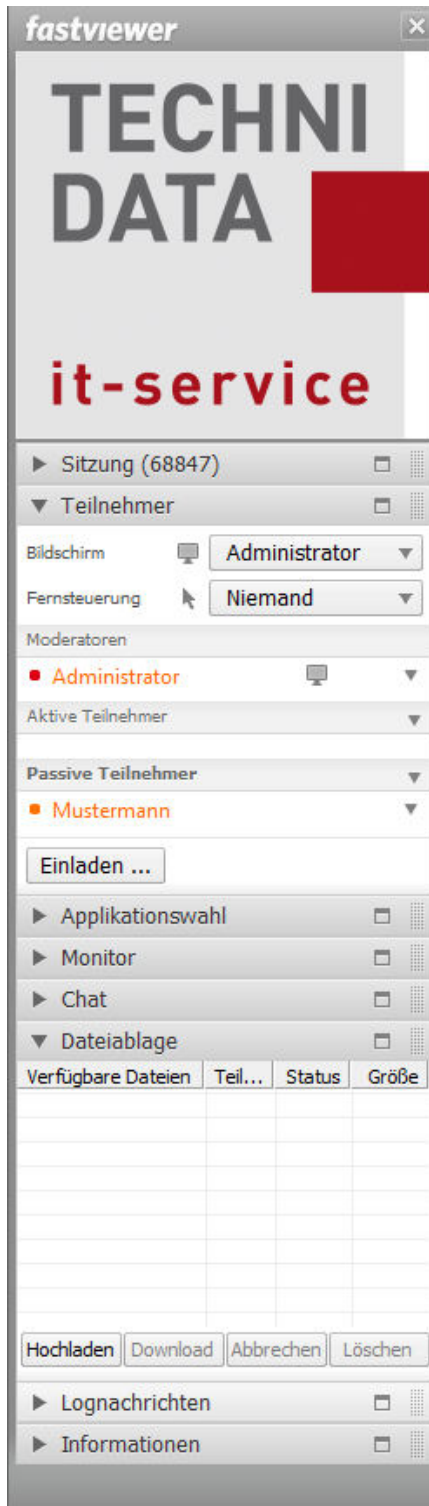 fastviewer
TECHNI
DATA
it-service
Sitzung (68847)
Teilnehmer
Bildschirm Administrator
Fernsteuerung Niemand
Moderatoren
Administrator
Aktive Teilnehmer
Passive Teilnehmer
Mustermann
Einladen ...
Applikationswahl
Monitor
Chat
Dateiablage
Verfügbare Dateien Teil... Status Größe
Hochladen Download Abbrechen Löschen
Lognachrichten
Informationen